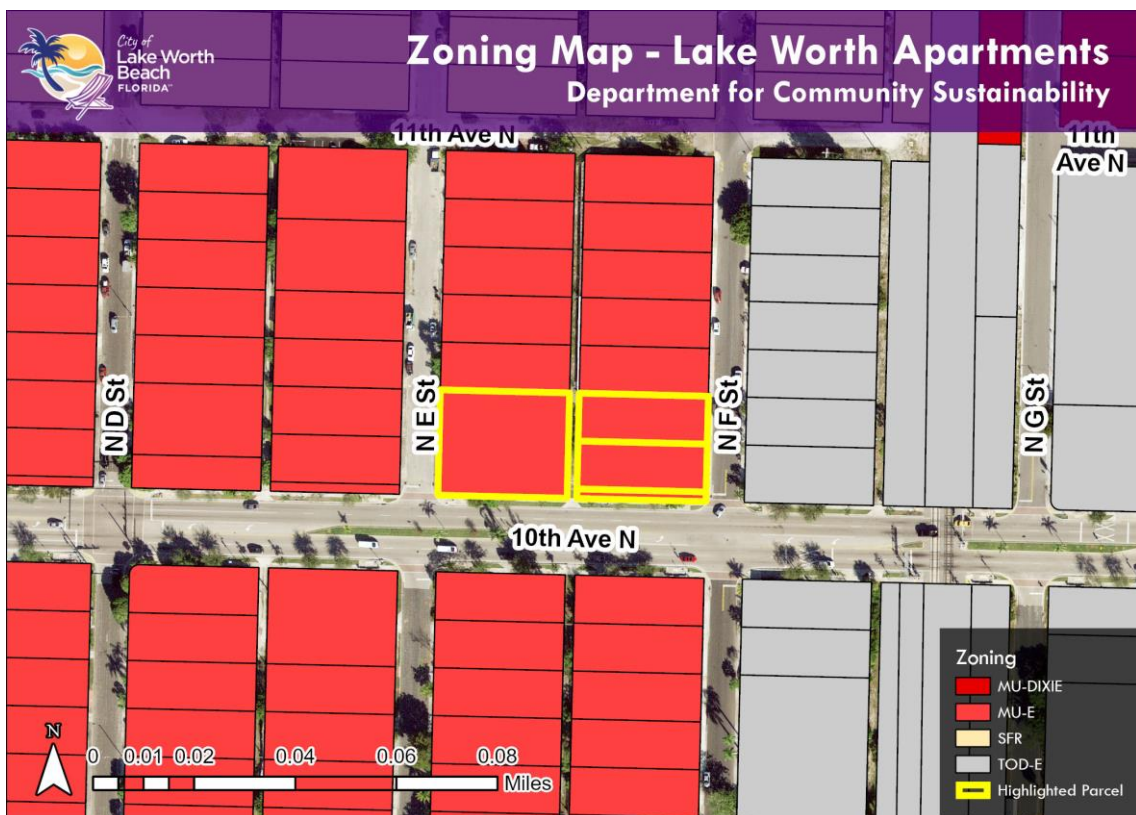 City of
Lake Worth
Beach
FLORIDA™
Zoning Map - Lake Worth Apartments
Department for Community Sustainability
11th Ave N
11th
Ave N
N D St
N E St
N F St
N G St
10th Ave N
Zoning
MU-DIXIE
MU-E
SFR
TOD-E
Highlighted Parcel
N
0 0.01 0.02 0.04 0.06 0.08
Miles